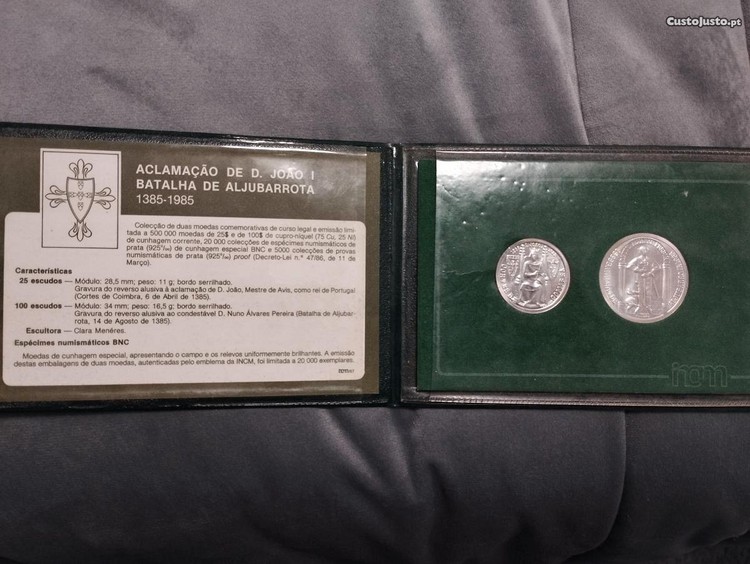 CustoJusto.pt
ACLAMAÇÃO DE D. JOÃO I
BATALHA DE ALJUBARROTA
1385-1985
Colecção de duas moedas comemorativas de curso legal e emissão limi-
tada a 500 000 moedas de 25$ e de 100$ de cupro-níquel (75 Cu, 25 Ni)
de cunhagem corrente, 20 000 colecções de espécimes numismáticos de
prata (925º/ₒₒ) de cunhagem especial BNC e 5000 colecções de provas
numismáticas de prata (925º/ₒₒ) proof (Decreto-Lei n.º 47/86, de 11 de
Março).
Características
25 escudos — Módulo: 28,5 mm; peso: 11 g; bordo serrilhado.
Gravura do reverso alusiva à aclamação de D. João, Mestre de Avis, como rei de Portugal
(Cortes de Coimbra, 6 de Abril de 1385).
100 escudos — Módulo: 34 mm; peso: 16,5 g; bordo serrilhado.
Gravura do reverso alusiva ao condestável D. Nuno Álvares Pereira (Batalha de Aljubar-
rota, 14 de Agosto de 1385).
Escultora — Clara Menéres.
Espécimes numismáticos BNC
Moedas de cunhagem especial, apresentando o campo e os relevos uniformemente brilhantes. A emissão
destas embalagens de duas moedas, autenticadas pelo emblema da INCM, foi limitada a 20 000 exemplares.
incm